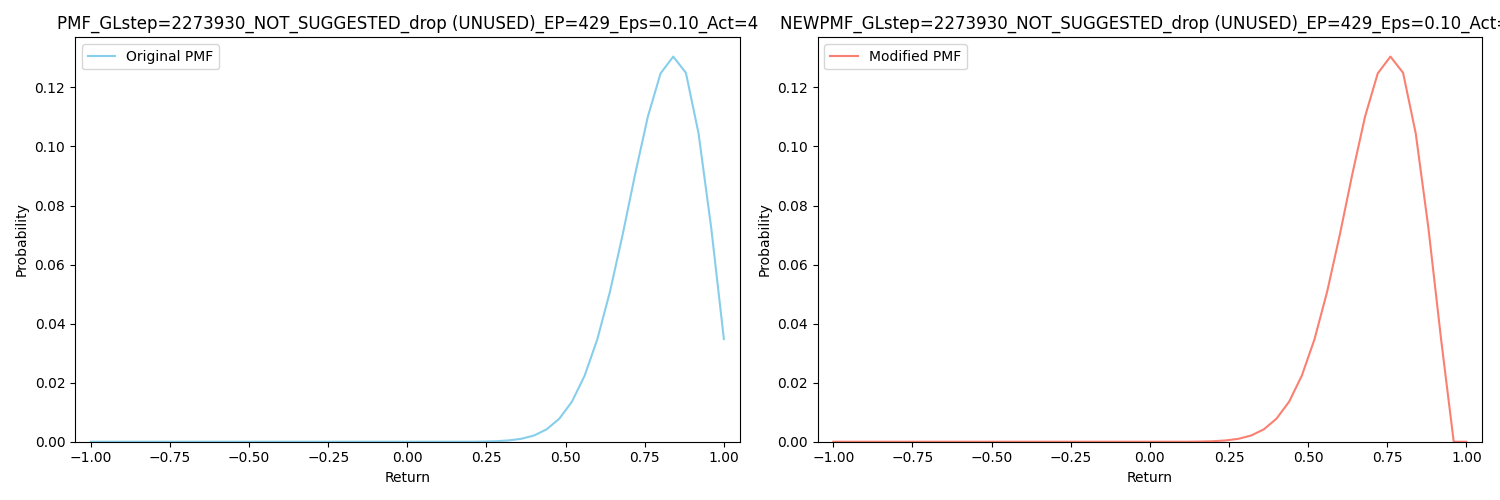 PMF_GLstep=2273930_NOT_SUGGESTED_drop (UNUSED)_EP=429_Eps=0.10_Act=4
Original PMF
Probability
0.12
0.10
0.08
0.06
0.04
0.02
0.00
−1.00 −0.75 −0.50 −0.25 0.00 0.25 0.50 0.75 1.00
Return
NEWPMF_GLstep=2273930_NOT_SUGGESTED_drop (UNUSED)_EP=429_Eps=0.10_Act=
Modified PMF
Probability
0.12
0.10
0.08
0.06
0.04
0.02
0.00
−1.00 −0.75 −0.50 −0.25 0.00 0.25 0.50 0.75 1.00
Return